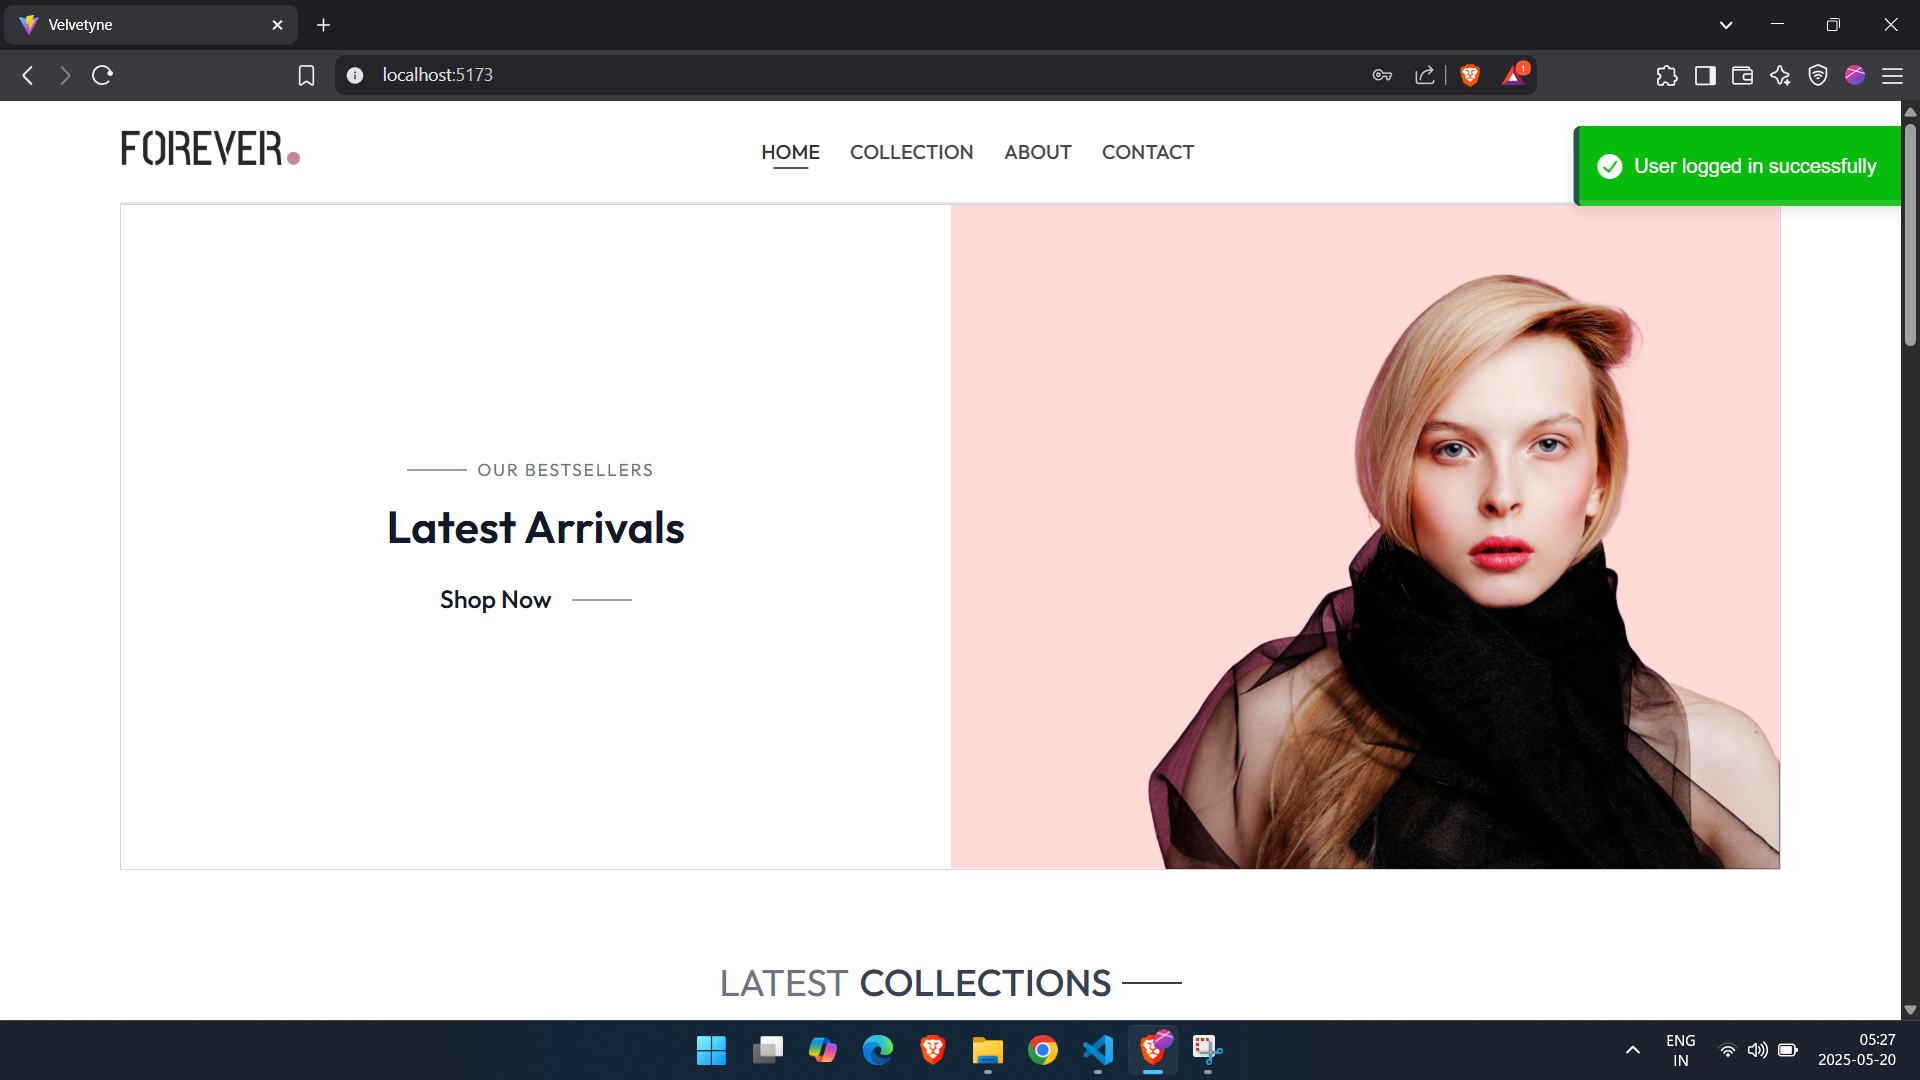 Velvetyne
localhost:5173
1
FOREVER.
HOME
COLLECTION
ABOUT
CONTACT
User logged in successfully
OUR BESTSELLERS
Latest Arrivals
Shop Now
LATEST COLLECTIONS
ENG
IN
05:27
2025-05-20